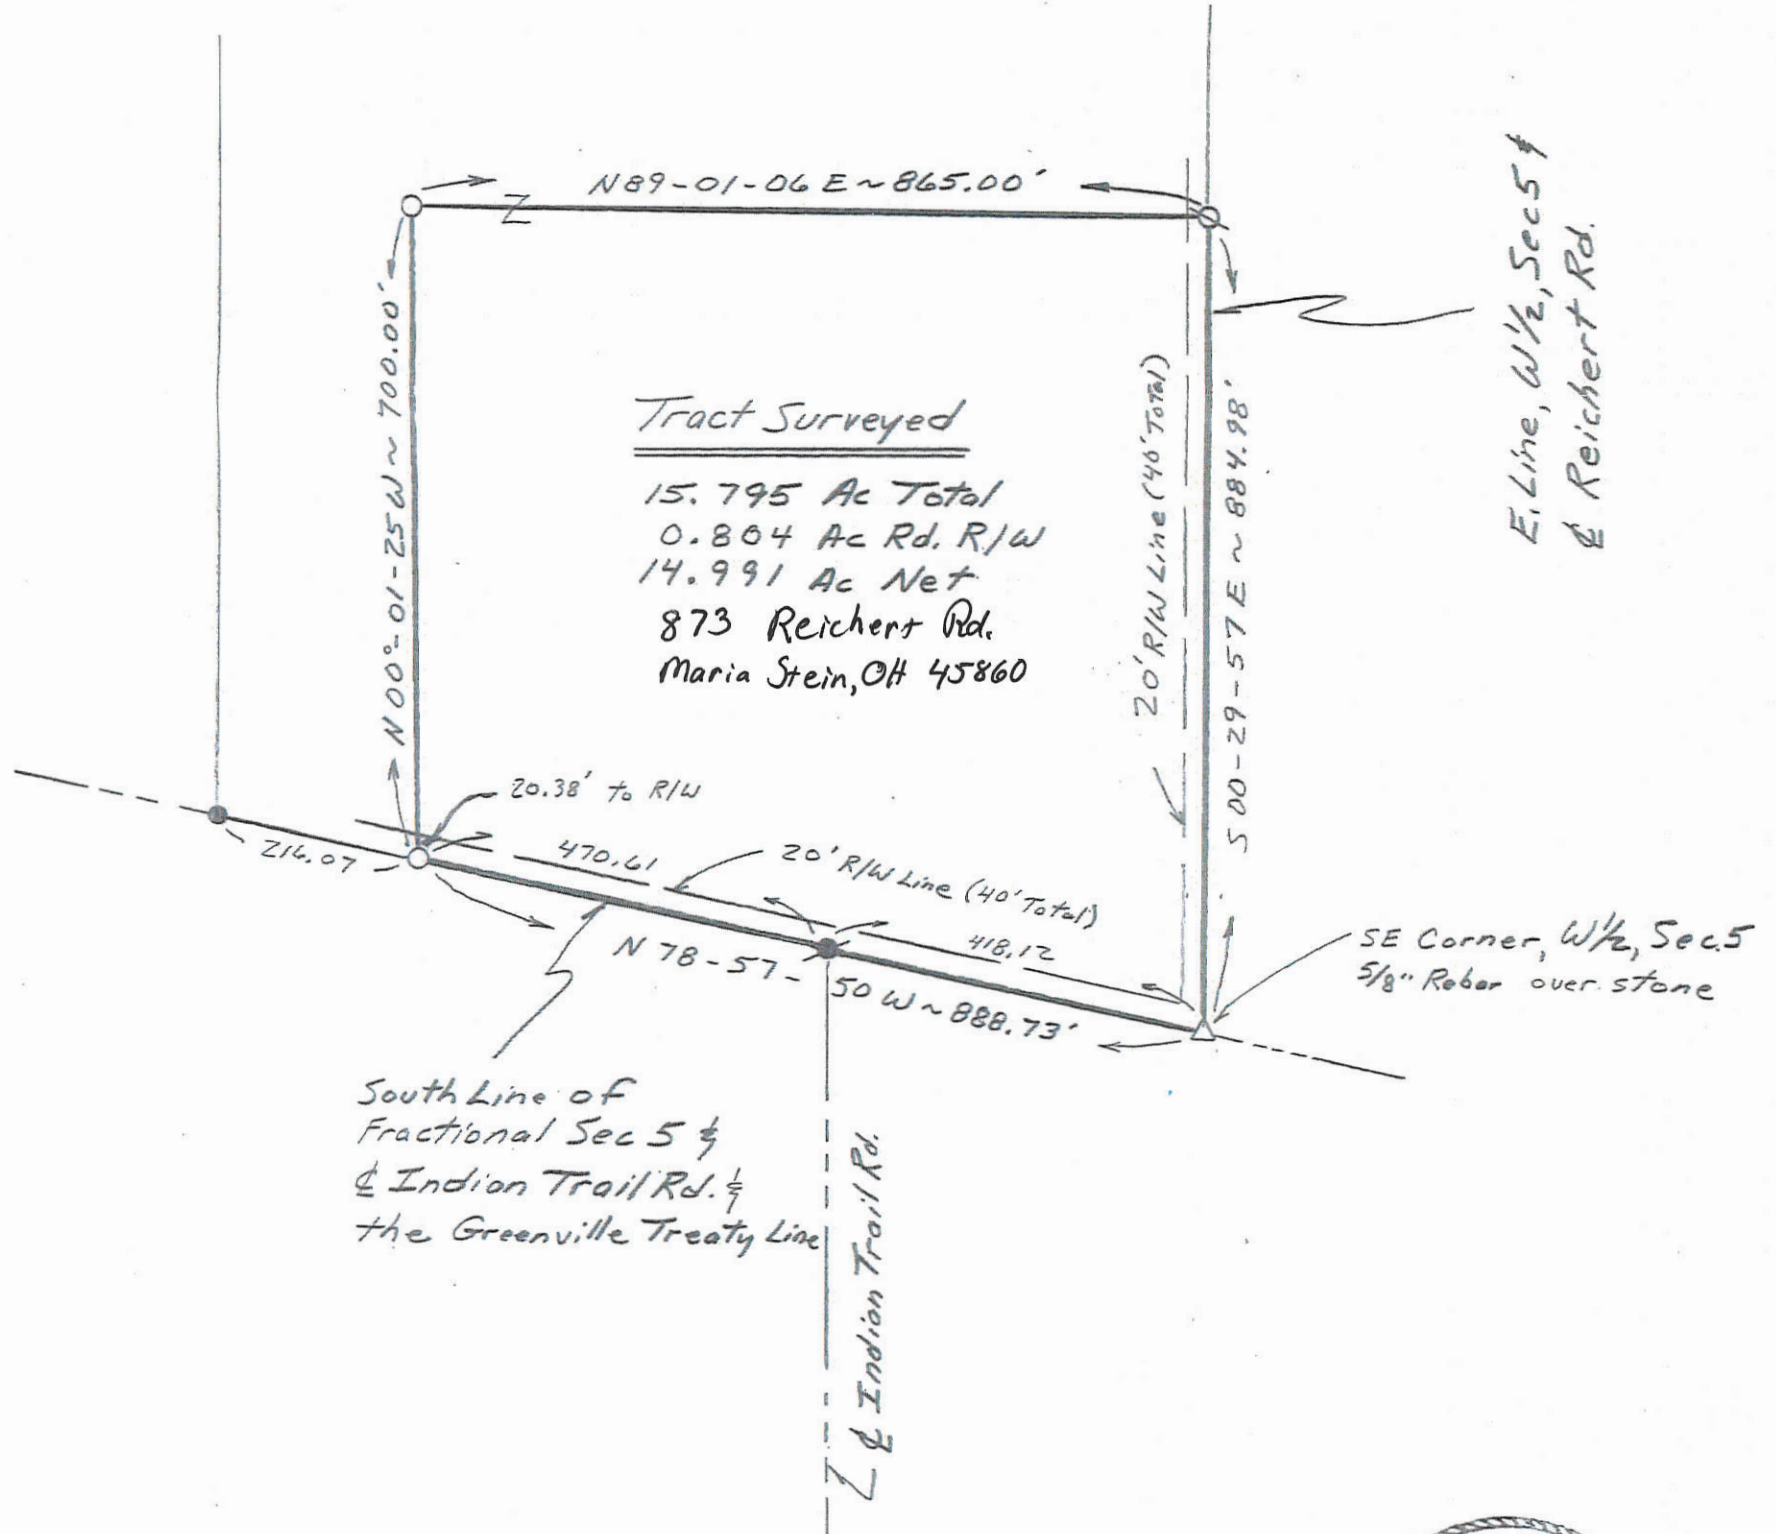 N89-01-06 E ~ 865.00'
E. Line, W½, Sec 5 &
℄ Reichert Rd.
N 00°-01-25 W ~ 700.00'
Tract Surveyed
15.795 Ac Total
0.804 Ac Rd. R/W
14.991 Ac Net
873 Reichert Rd.
Maria Stein, OH 45860
20' R/W Line (40' Total)
S 00-29-57 E ~ 884.98'
20.38' to R/W
216.07
470.61
20' R/W Line (40' Total)
418.12
N 78-57-50 W ~ 888.73'
SE Corner, W½, Sec. 5
5/8" Rebar over stone
South Line of
Fractional Sec 5 &
℄ Indian Trail Rd. &
the Greenville Treaty Line
℄ Indian Trail Rd.